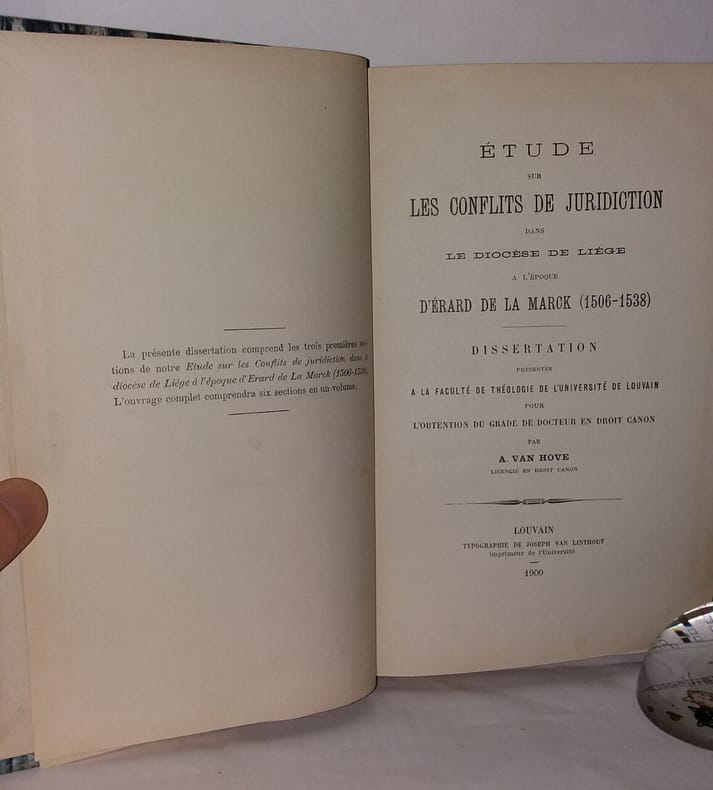 La présente dissertation comprend les trois premières sec-
tions de notre Etude sur les Conflits de juridiction dans le
diocèse de Liége à l'époque d'Erard de La Marck (1506-1538).
L'ouvrage complet comprendra six sections en un volume.
ÉTUDE
SUR
LES CONFLITS DE JURIDICTION
DANS
LE DIOCÈSE DE LIÉGE
A L'ÉPOQUE
D'ÉRARD DE LA MARCK (1506-1538)
DISSERTATION
PRÉSENTÉE
A LA FACULTÉ DE THÉOLOGIE DE L'UNIVERSITÉ DE LOUVAIN
POUR
L'OBTENTION DU GRADE DE DOCTEUR EN DROIT CANON
PAR
A. VAN HOVE
LICENCIÉ EN DROIT CANON
LOUVAIN
TYPOGRAPHIE DE JOSEPH VAN LINTHOUT
Imprimeur de l'Université
1900